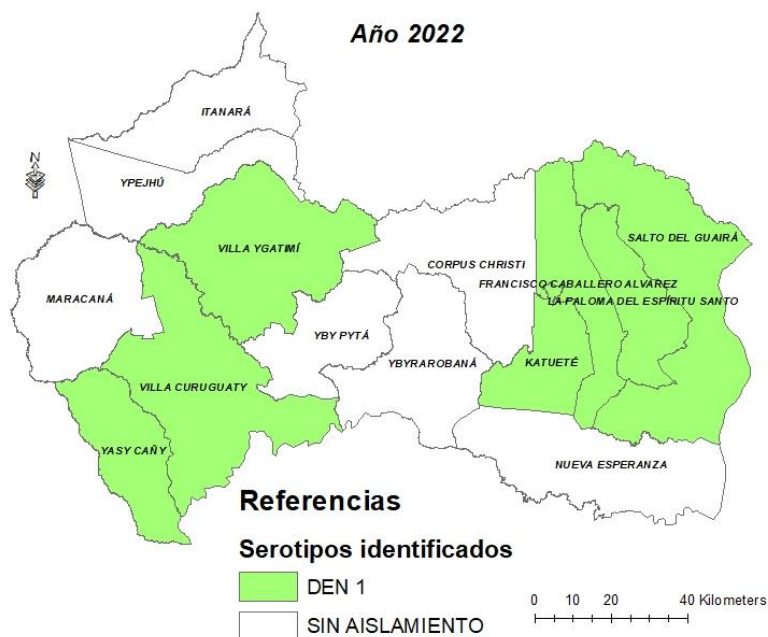 Año 2022
ITANARÁ
N
YPEJHÚ
VILLA YGATIMÍ
SALTO DEL GUAIRÁ
CORPUS CHRISTI
FRANCISCO CABALLERO ALVAREZ
MARACANÁ
LA PALOMA DEL ESPÍRITU SANTO
YBY PYTÁ
YBYRAROBANÁ
KATUETÉ
VILLA CURUGUATY
YASY CAÑY
NUEVA ESPERANZA
Referencias
Serotipos identificados
DEN 1
SIN AISLAMIENTO
0 10 20 40 Kilometers